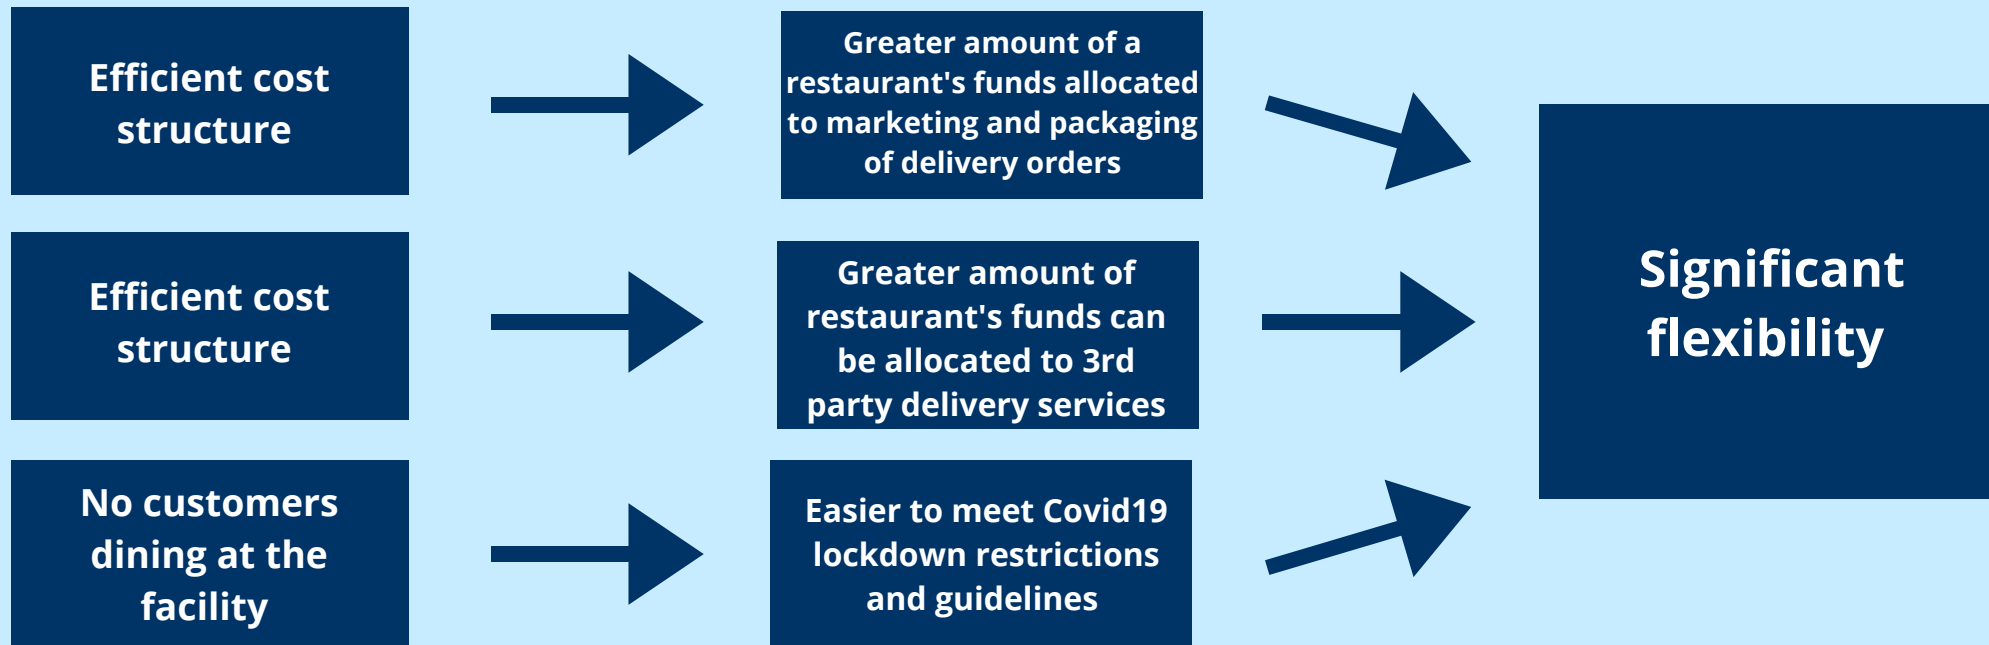 Efficient cost
structure
Greater amount of a
restaurant's funds allocated
to marketing and packaging
of delivery orders
Efficient cost
structure
Greater amount of
restaurant's funds can
be allocated to 3rd
party delivery services
No customers
dining at the
facility
Easier to meet Covid19
lockdown restrictions
and guidelines
Significant
flexibility